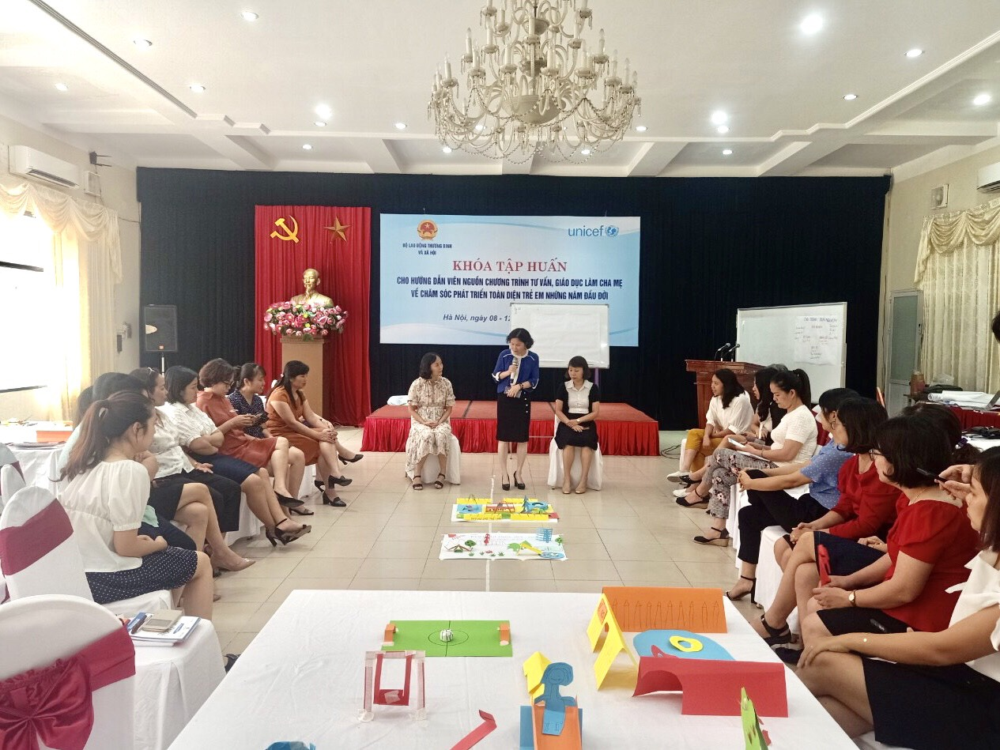 BỘ LAO ĐỘNG THƯƠNG BINH
VÀ XÃ HỘI
unicef
KHÓA TẬP HUẤN
CHO HƯỚNG DẪN VIÊN NGUỒN CHƯƠNG TRÌNH TƯ VẤN, GIÁO DỤC LÀM CHA MẸ
VỀ CHĂM SÓC PHÁT TRIỂN TOÀN DIỆN TRẺ EM NHỮNG NĂM ĐẦU ĐỜI
Hà Nội, ngày 08 - 1